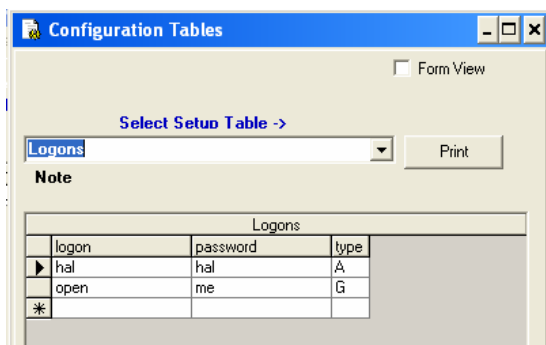 Configuration Tables
Form View
Select Setup Table ->
Logons
Print
Note
Logons
logon password type
hal hal A
open me G